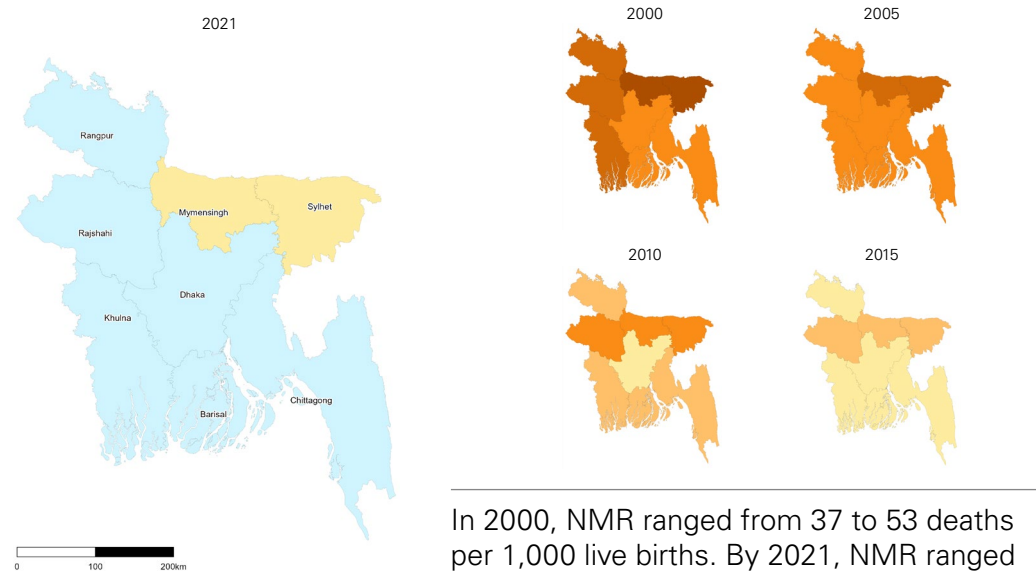 2021
Rangpur
Mymensingh
Sylhet
Rajshahi
Dhaka
Khulna
Chittagong
Barisal
0 100 200km
2000
2005
2010
2015
In 2000, NMR ranged from 37 to 53 deaths
per 1,000 live births. By 2021, NMR ranged